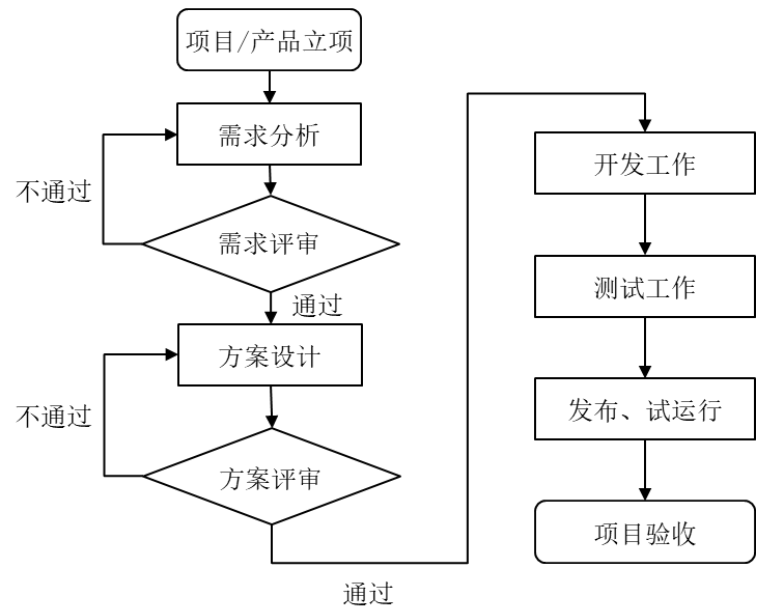 项目/产品立项
需求分析
不通过
需求评审
通过
方案设计
不通过
方案评审
通过
开发工作
测试工作
发布、试运行
项目验收